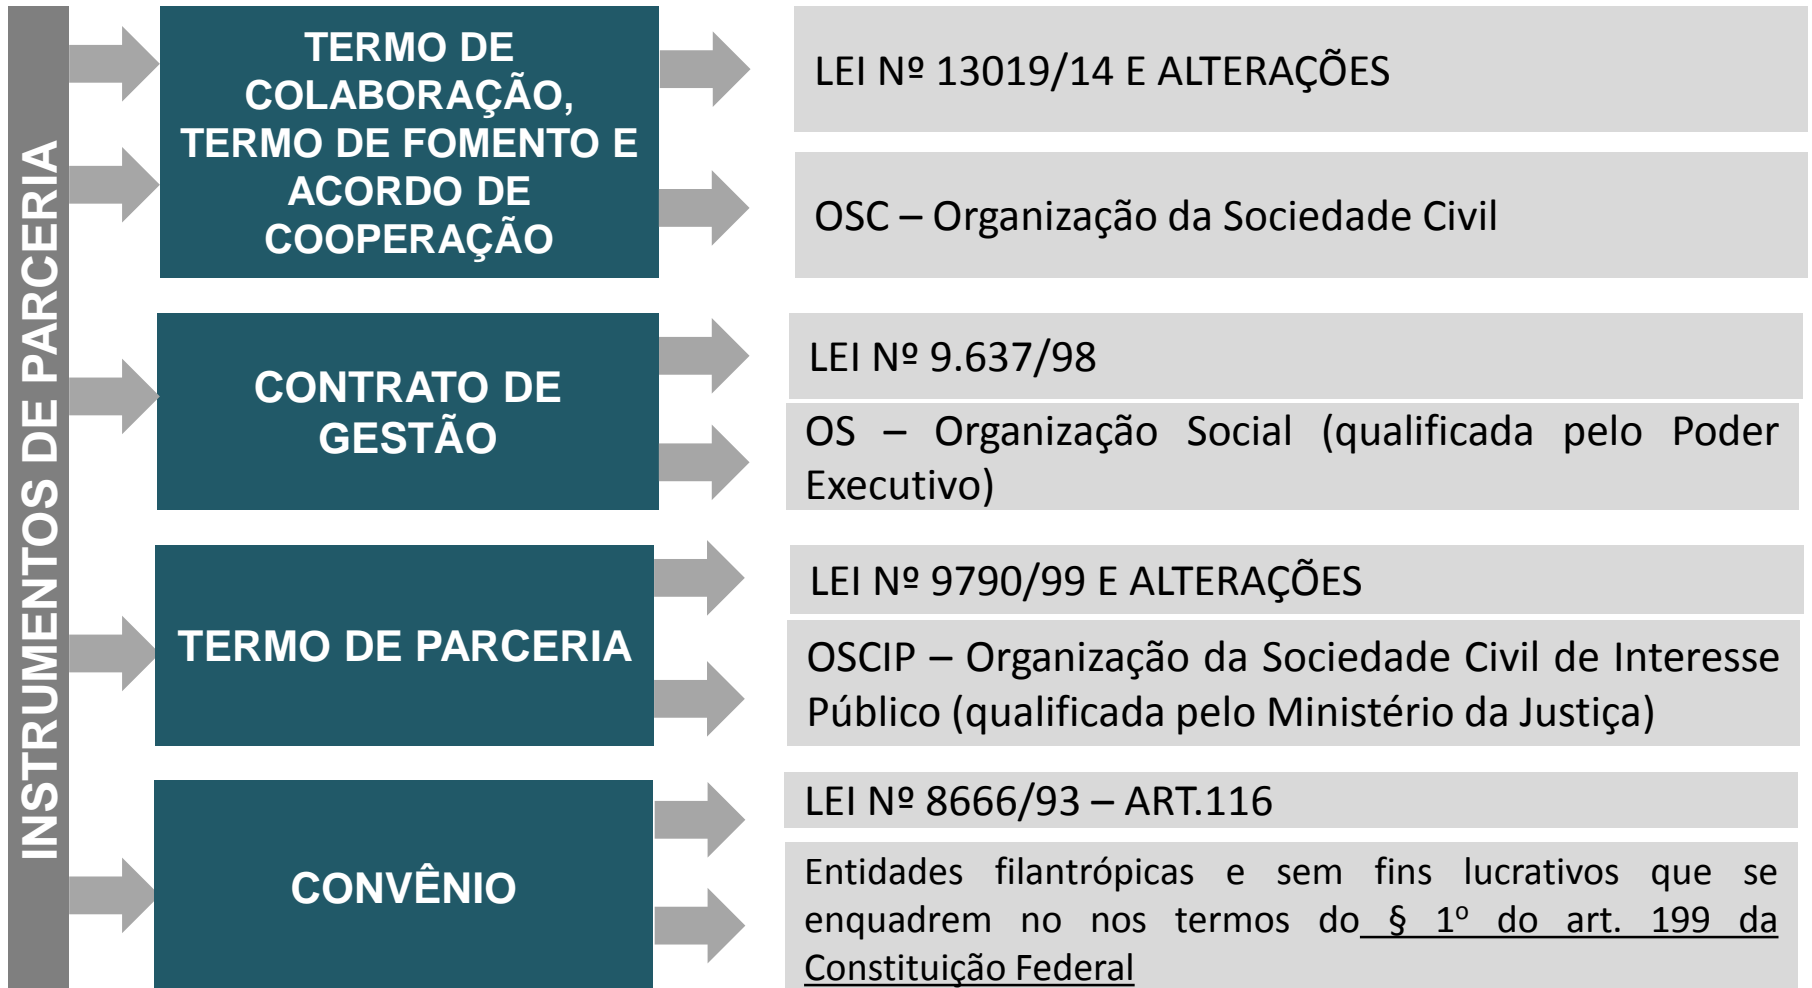 INSTRUMENTOS DE PARCERIA
TERMO DE
COLABORAÇÃO,
TERMO DE FOMENTO E
ACORDO DE
COOPERAÇÃO
LEI Nº 13019/14 E ALTERAÇÕES
OSC – Organização da Sociedade Civil
CONTRATO DE
GESTÃO
LEI Nº 9.637/98
OS – Organização Social (qualificada pelo Poder
Executivo)
TERMO DE PARCERIA
LEI Nº 9790/99 E ALTERAÇÕES
OSCIP – Organização da Sociedade Civil de Interesse
Público (qualificada pelo Ministério da Justiça)
CONVÊNIO
LEI Nº 8666/93 – ART.116
Entidades filantrópicas e sem fins lucrativos que se
enquadrem no nos termos do § 1º do art. 199 da
Constituição Federal